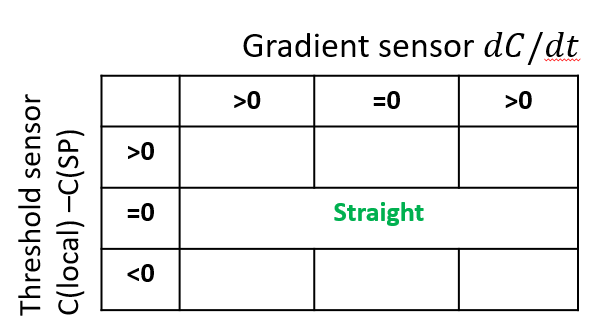 Gradient sensor dC/dt
>0 =0 >0
Threshold sensor
C(local) –C(SP)
>0
=0 Straight
<0